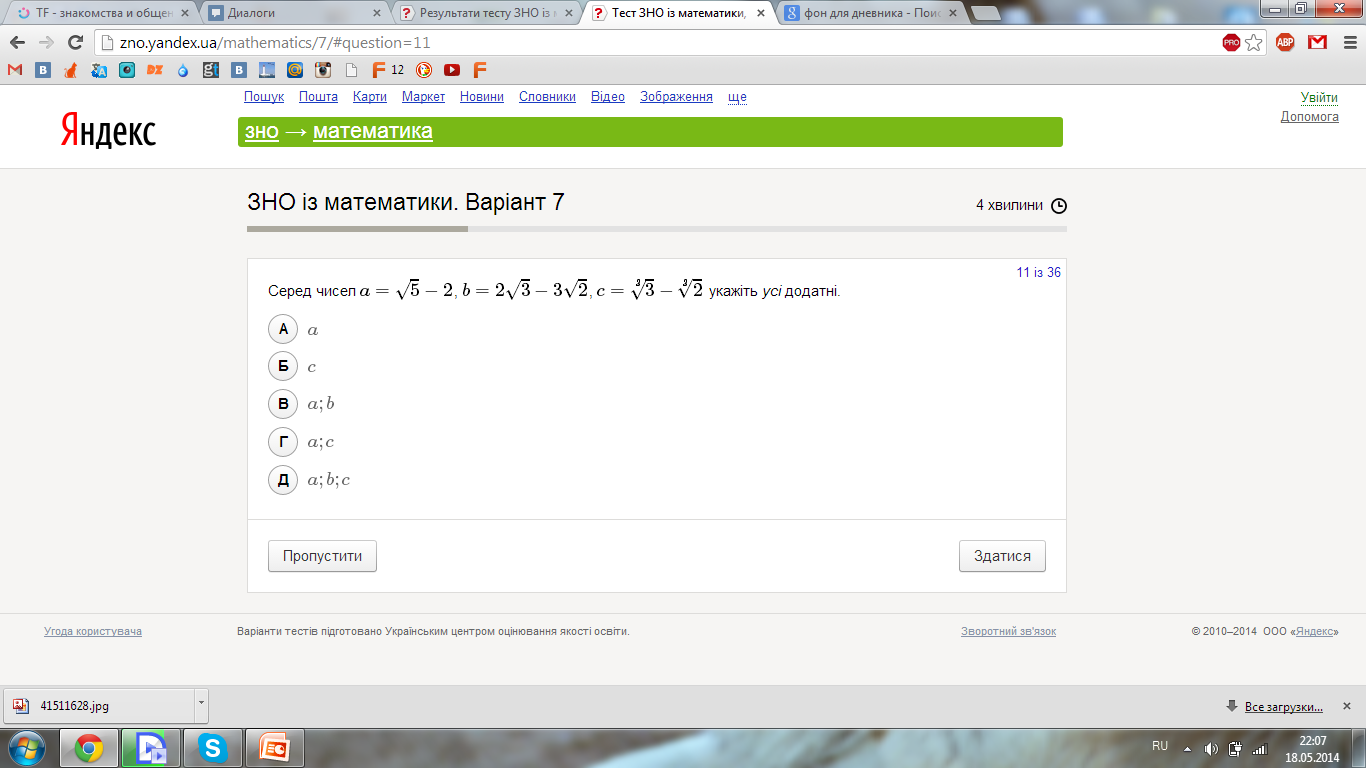 TF - знакомства и общен
Диалоги
Результати тесту ЗНО із м
Тест ЗНО із математики,
фон для дневника - Поис
zno.yandex.ua/mathematics/7/#question=11
PRO
ABP
12
Пошук Пошта Карти Маркет Новини Словники Відео Зображення ще
Увійти
Допомога
Яндекс
зно → математика
ЗНО із математики. Варіант 7
4 хвилини
11 із 36
Серед чисел a = √5 − 2, b = 2√3 − 3√2, c = ∛3 − ∛2 укажіть усі додатні.
А a
Б c
В a; b
Г a; c
Д a; b; c
Пропустити
Здатися
Угода користувача
Варіанти тестів підготовано Українським центром оцінювання якості освіти.
Зворотний зв'язок
© 2010–2014 ООО «Яндекс»
41511628.jpg
Все загрузки...
RU
22:07
18.05.2014